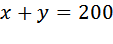 x + y = 200